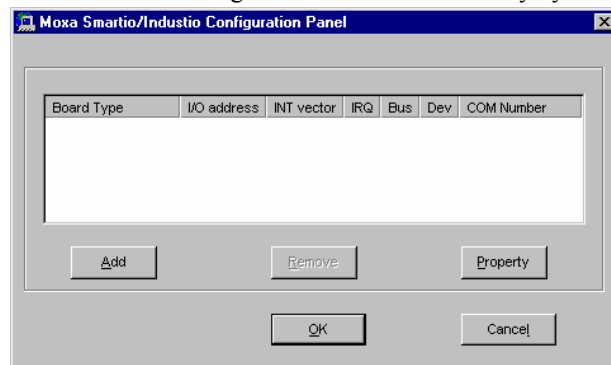 Moxa Smartio/Industio Configuration Panel
Board Type I/O address INT vector IRQ Bus Dev COM Number
Add Remove Property
OK Cancel